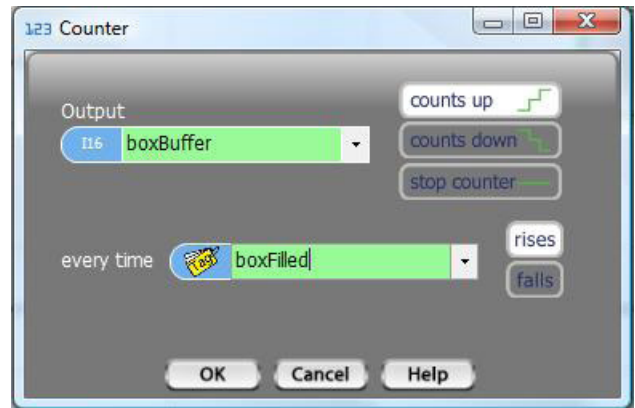 123 Counter
Output
counts up
I16 boxBuffer
counts down
stop counter
every time Tag boxFilled
rises
falls
OK Cancel Help